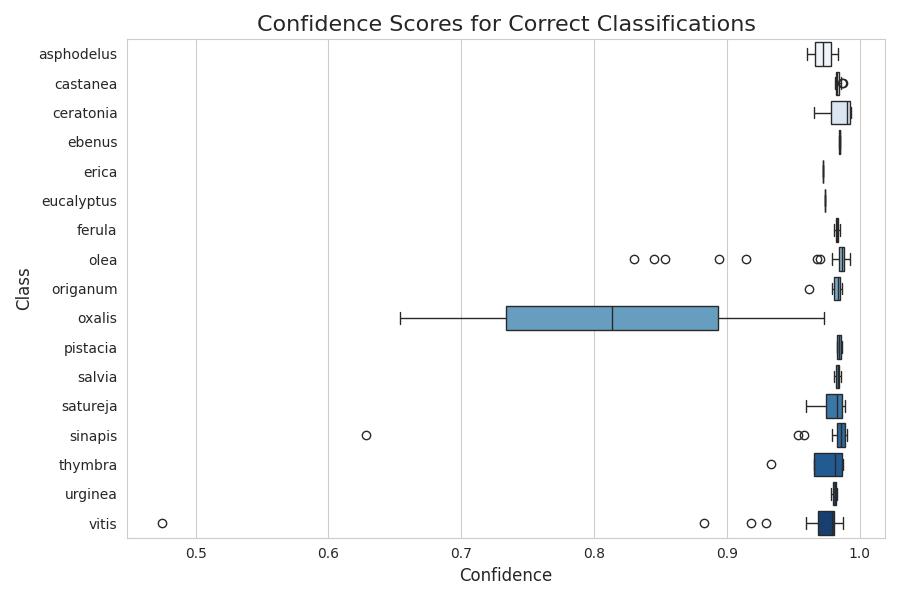 Confidence Scores for Correct Classifications
asphodelus
castanea
ceratonia
ebenus
erica
eucalyptus
ferula
olea
origanum
oxalis
pistacia
salvia
satureja
sinapis
thymbra
urginea
vitis
Class
0.5 0.6 0.7 0.8 0.9 1.0
Confidence